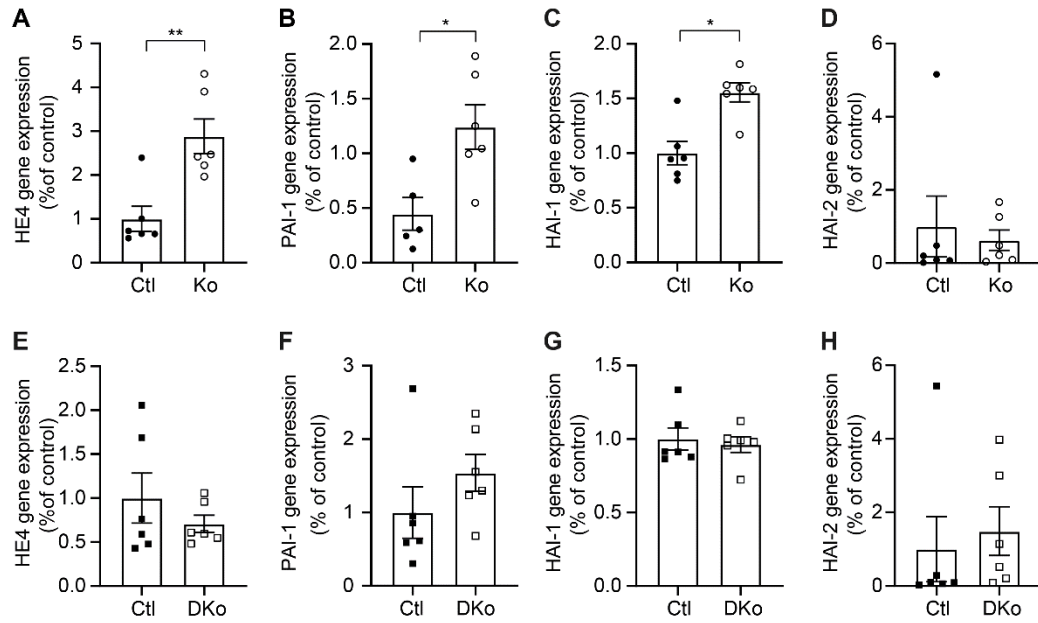 A
HE4 gene expression
(%of control)
5
4
3
2
1
0
**
Ctl
Ko
B
PAI-1 gene expression
(% of control)
2.0
1.5
1.0
0.5
0.0
*
Ctl
Ko
C
HAI-1 gene expression
(% of control)
2.0
1.5
1.0
0.5
0.0
*
Ctl
Ko
D
HAI-2 gene expression
(% of control)
6
4
2
0
Ctl
Ko
E
HE4 gene expression
(%of control)
2.5
2.0
1.5
1.0
0.5
0.0
Ctl
DKo
F
PAI-1 gene expression
(% of control)
3
2
1
0
Ctl
DKo
G
HAI-1 gene expression
(% of control)
1.5
1.0
0.5
0.0
Ctl
DKo
H
HAI-2 gene expression
(% of control)
6
4
2
0
Ctl
DKo